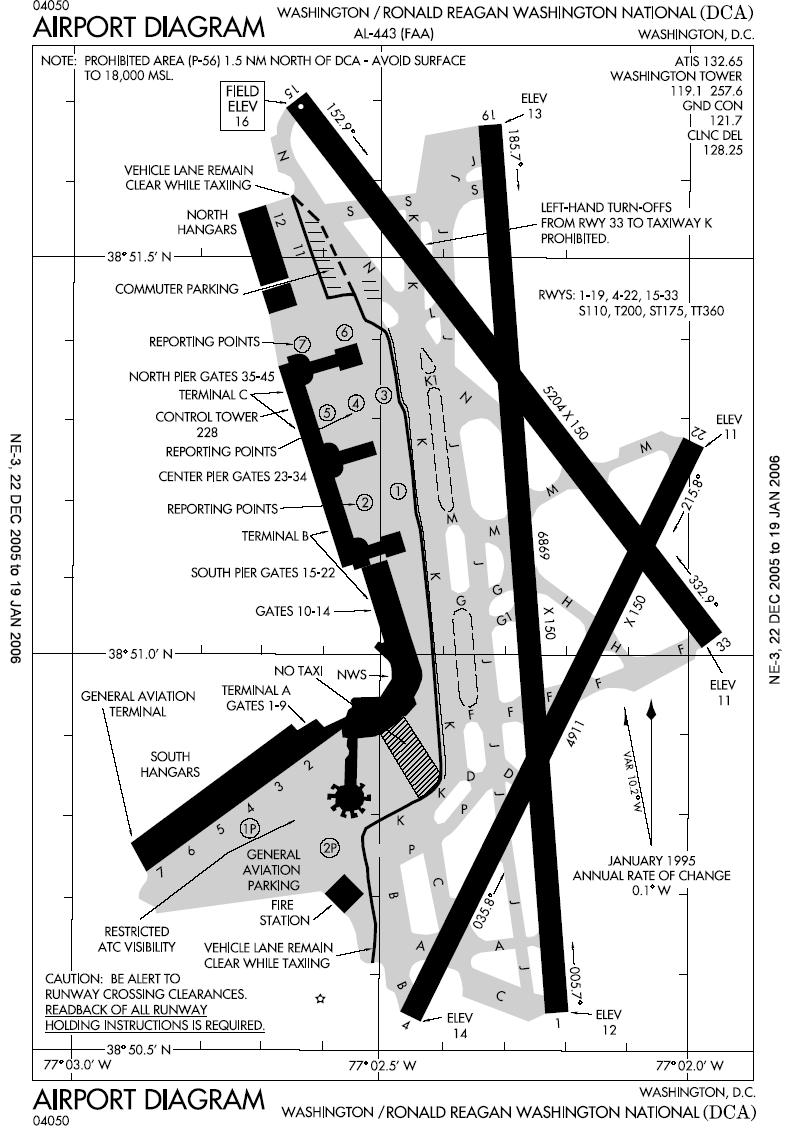 04050
AIRPORT DIAGRAM
WASHINGTON / RONALD REAGAN WASHINGTON NATIONAL (DCA)
AL-443 (FAA)
WASHINGTON, D.C.
NOTE: PROHIBITED AREA (P-56) 1.5 NM NORTH OF DCA - AVOID SURFACE
TO 18,000 MSL.
ATIS 132.65
WASHINGTON TOWER
119.1 257.6
GND CON
121.7
CLNC DEL
128.25
FIELD
ELEV
16
15
152.9°
19
ELEV
13
185.7°
N
J
J
S
VEHICLE LANE REMAIN
CLEAR WHILE TAXIING
NORTH
HANGARS
12
11
S
S
K
J
LEFT-HAND TURN-OFFS
FROM RWY 33 TO TAXIWAY K
PROHIBITED.
38°51.5' N
N
K
COMMUTER PARKING
RWYS: 1-19, 4-22, 15-33
S110, T200, ST175, TT360
L
J
REPORTING POINTS
7
6
NORTH PIER GATES 35-45
TERMINAL C
K1
N
5204 X 150
CONTROL TOWER
228
5
4
3
REPORTING POINTS
K
J
22
ELEV
11
M
CENTER PIER GATES 23-34
215.8°
REPORTING POINTS
2
1
M
M
M
TERMINAL B
6869
X 150
SOUTH PIER GATES 15-22
K
J
332.9°
GATES 10-14
G
G
G1
H
X 150
H
F
33
38°51.0' N
J
ELEV
11
NO TAXI
NWS
TERMINAL A
GATES 1-9
GENERAL AVIATION
TERMINAL
F
F
F
F
K
J
4911
VAR 10.2° W
SOUTH
HANGARS
2
3
4
5
6
7
D
D
K
P
J
K
1P
2P
P
GENERAL
AVIATION
PARKING
FIRE
STATION
B
C
J
035.8°
JANUARY 1995
ANNUAL RATE OF CHANGE
0.1° W
RESTRICTED
ATC VISIBILITY
VEHICLE LANE REMAIN
CLEAR WHILE TAXIING
A
A
J
B
C
005.7°
CAUTION: BE ALERT TO
RUNWAY CROSSING CLEARANCES.
READBACK OF ALL RUNWAY
HOLDING INSTRUCTIONS IS REQUIRED.
4
ELEV
14
1
ELEV
12
38°50.5' N
77°03.0' W
77°02.5' W
77°02.0' W
NE-3, 22 DEC 2005 to 19 JAN 2006
NE-3, 22 DEC 2005 to 19 JAN 2006
AIRPORT DIAGRAM
04050
WASHINGTON, D.C.
WASHINGTON / RONALD REAGAN WASHINGTON NATIONAL (DCA)